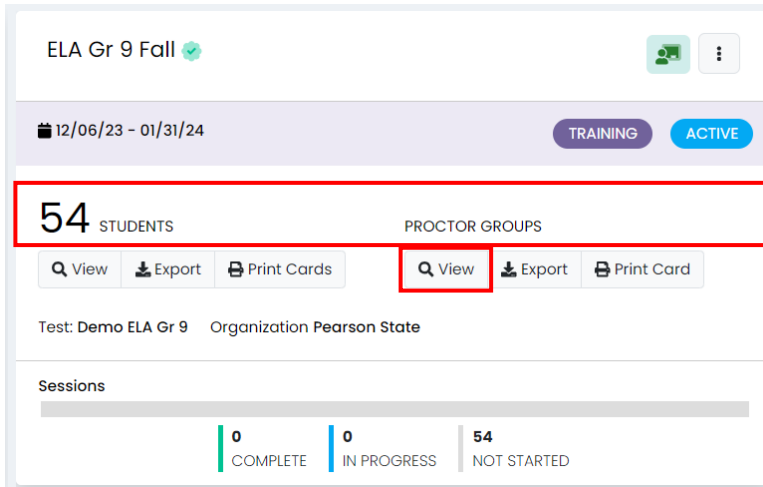 ELA Gr 9 Fall
12/06/23 - 01/31/24 TRAINING ACTIVE
54 STUDENTS PROCTOR GROUPS
View Export Print Cards View Export Print Card
Test: Demo ELA Gr 9 Organization Pearson State
Sessions
0 0 54
COMPLETE IN PROGRESS NOT STARTED